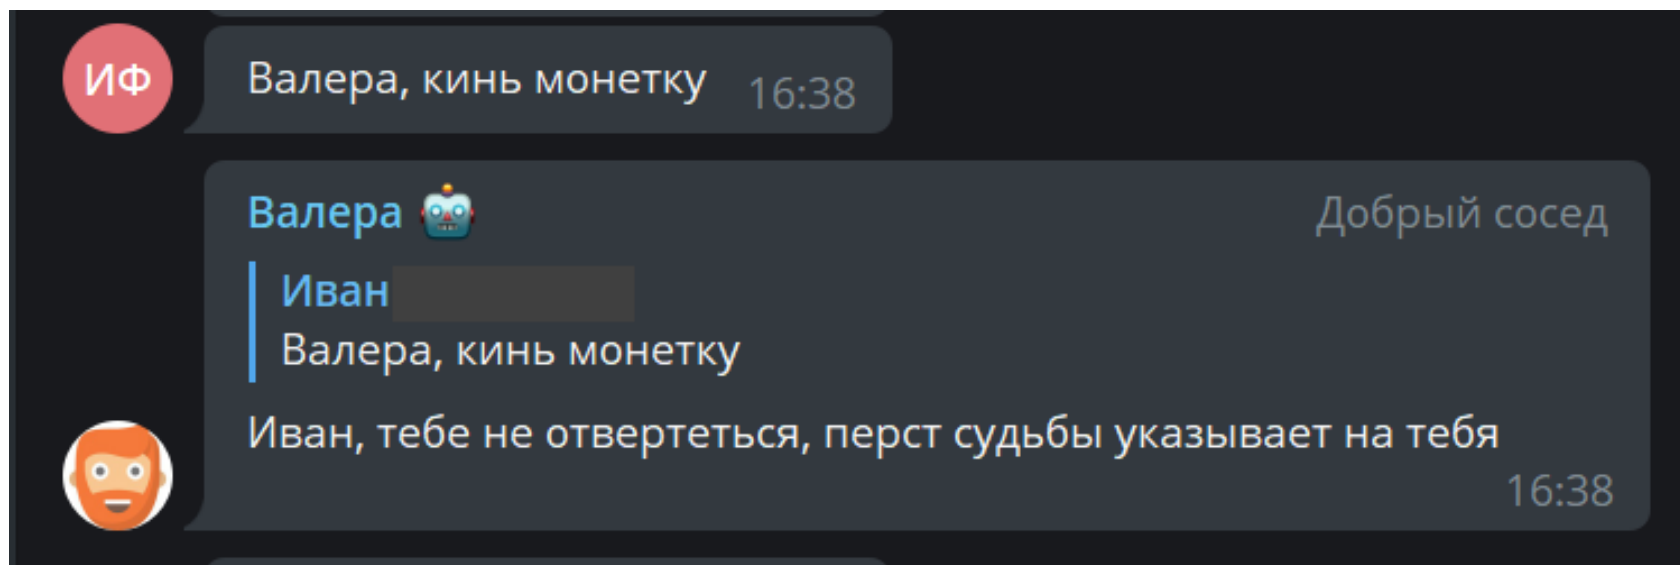 ИФ
Валера, кинь монетку 16:38
Валера Добрый сосед
Иван
Валера, кинь монетку
Иван, тебе не отвертеться, перст судьбы указывает на тебя
16:38